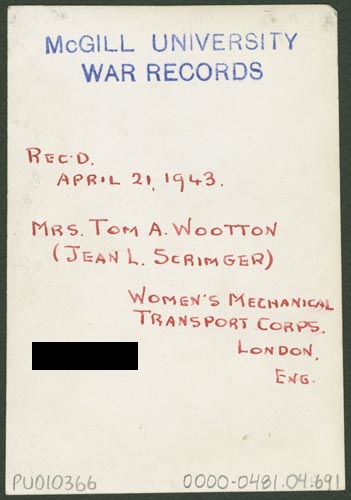 McGILL UNIVERSITY
WAR RECORDS
REC'D.
APRIL 21, 1943.
MRS. TOM A. WOOTTON
(JEAN L. SCRIMGER)
WOMEN'S MECHANICAL
TRANSPORT CORPS.
LONDON,
ENG.
PU010366
0000-0481.04.691